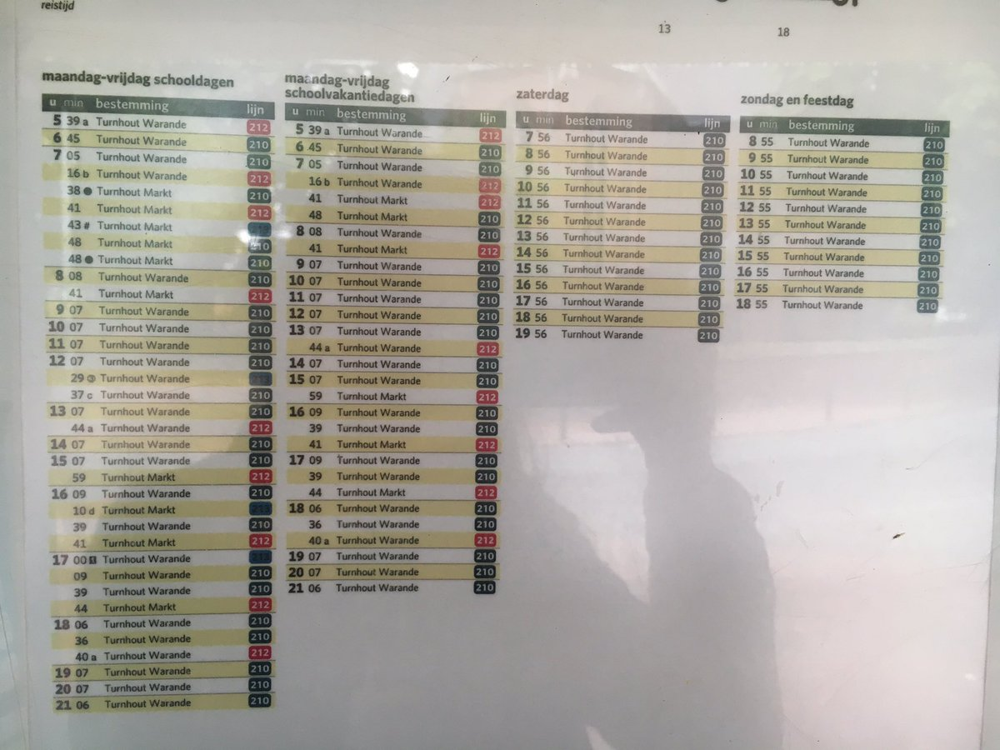 reistijd
13
18
maandag-vrijdag schooldagen
u min bestemming lijn
5 39 a Turnhout Warande 212
6 45 Turnhout Warande 210
7 05 Turnhout Warande 210
16 b Turnhout Warande 212
38 ● Turnhout Markt 210
41 Turnhout Markt 212
43 # Turnhout Markt
48 Turnhout Markt 210
48 ● Turnhout Markt 210
8 08 Turnhout Warande 210
41 Turnhout Markt 212
9 07 Turnhout Warande 210
10 07 Turnhout Warande 210
11 07 Turnhout Warande 210
12 07 Turnhout Warande 210
29 ③ Turnhout Warande
37 c Turnhout Warande 210
13 07 Turnhout Warande 210
44 a Turnhout Warande 212
14 07 Turnhout Warande 210
15 07 Turnhout Warande 210
59 Turnhout Markt 212
16 09 Turnhout Warande 210
10 d Turnhout Markt 213
39 Turnhout Warande 210
41 Turnhout Markt 212
17 00 Turnhout Warande 213
09 Turnhout Warande 210
39 Turnhout Warande 210
44 Turnhout Markt 212
18 06 Turnhout Warande 210
36 Turnhout Warande 210
40 a Turnhout Warande 212
19 07 Turnhout Warande 210
20 07 Turnhout Warande 210
21 06 Turnhout Warande 210
maandag-vrijdag
schoolvakantiedagen
u min bestemming lijn
5 39 a Turnhout Warande 212
6 45 Turnhout Warande 210
7 05 Turnhout Warande 210
16 b Turnhout Warande 212
41 Turnhout Markt 212
48 Turnhout Markt 210
8 08 Turnhout Warande 210
41 Turnhout Markt 212
9 07 Turnhout Warande 210
10 07 Turnhout Warande 210
11 07 Turnhout Warande 210
12 07 Turnhout Warande 210
13 07 Turnhout Warande 210
44 a Turnhout Warande 212
14 07 Turnhout Warande 210
15 07 Turnhout Warande 210
59 Turnhout Markt 212
16 09 Turnhout Warande 210
39 Turnhout Warande 210
41 Turnhout Markt 212
17 09 Turnhout Warande 210
39 Turnhout Warande 210
44 Turnhout Markt 212
18 06 Turnhout Warande 210
36 Turnhout Warande 210
40 a Turnhout Warande 212
19 07 Turnhout Warande 210
20 07 Turnhout Warande 210
21 06 Turnhout Warande 210
zaterdag
u min bestemming lijn
7 56 Turnhout Warande 210
8 56 Turnhout Warande 210
9 56 Turnhout Warande 210
10 56 Turnhout Warande 210
11 56 Turnhout Warande 210
12 56 Turnhout Warande 210
13 56 Turnhout Warande 210
14 56 Turnhout Warande 210
15 56 Turnhout Warande 210
16 56 Turnhout Warande 210
17 56 Turnhout Warande 210
18 56 Turnhout Warande 210
19 56 Turnhout Warande 210
zondag en feestdag
u min bestemming lijn
8 55 Turnhout Warande 210
9 55 Turnhout Warande 210
10 55 Turnhout Warande 210
11 55 Turnhout Warande 210
12 55 Turnhout Warande 210
13 55 Turnhout Warande 210
14 55 Turnhout Warande 210
15 55 Turnhout Warande 210
16 55 Turnhout Warande 210
17 55 Turnhout Warande 210
18 55 Turnhout Warande 210